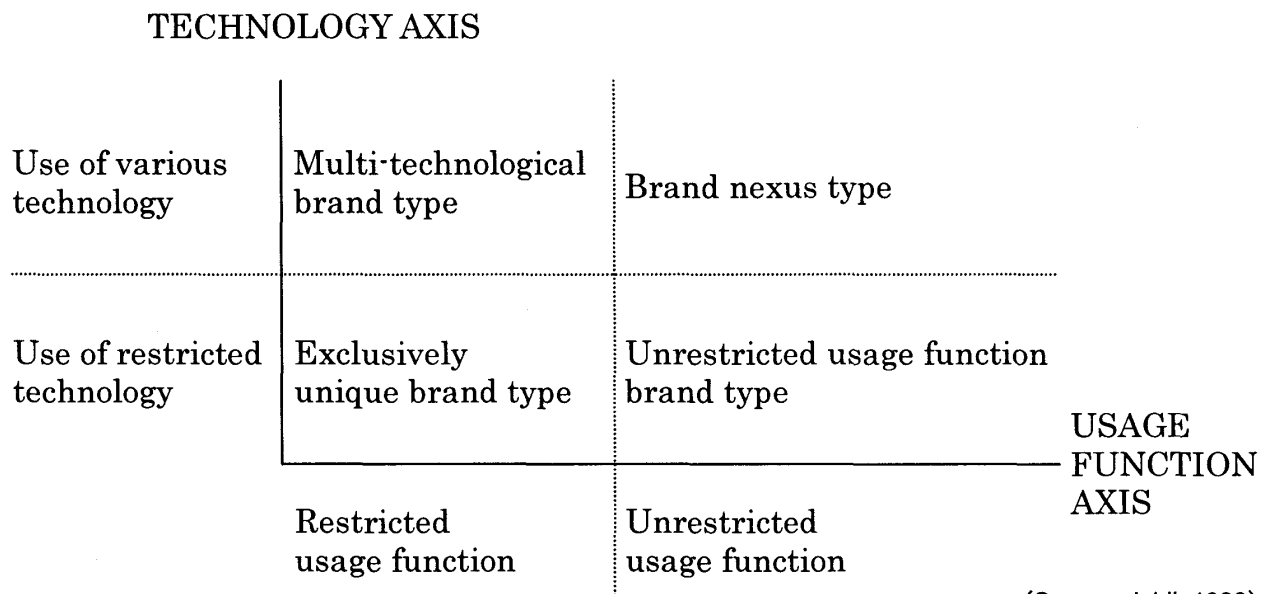 TECHNOLOGY AXIS
Use of various
technology
Multi-technological
brand type
Brand nexus type
Use of restricted
technology
Exclusively
unique brand type
Unrestricted usage function
brand type
USAGE
FUNCTION
AXIS
Restricted
usage function
Unrestricted
usage function